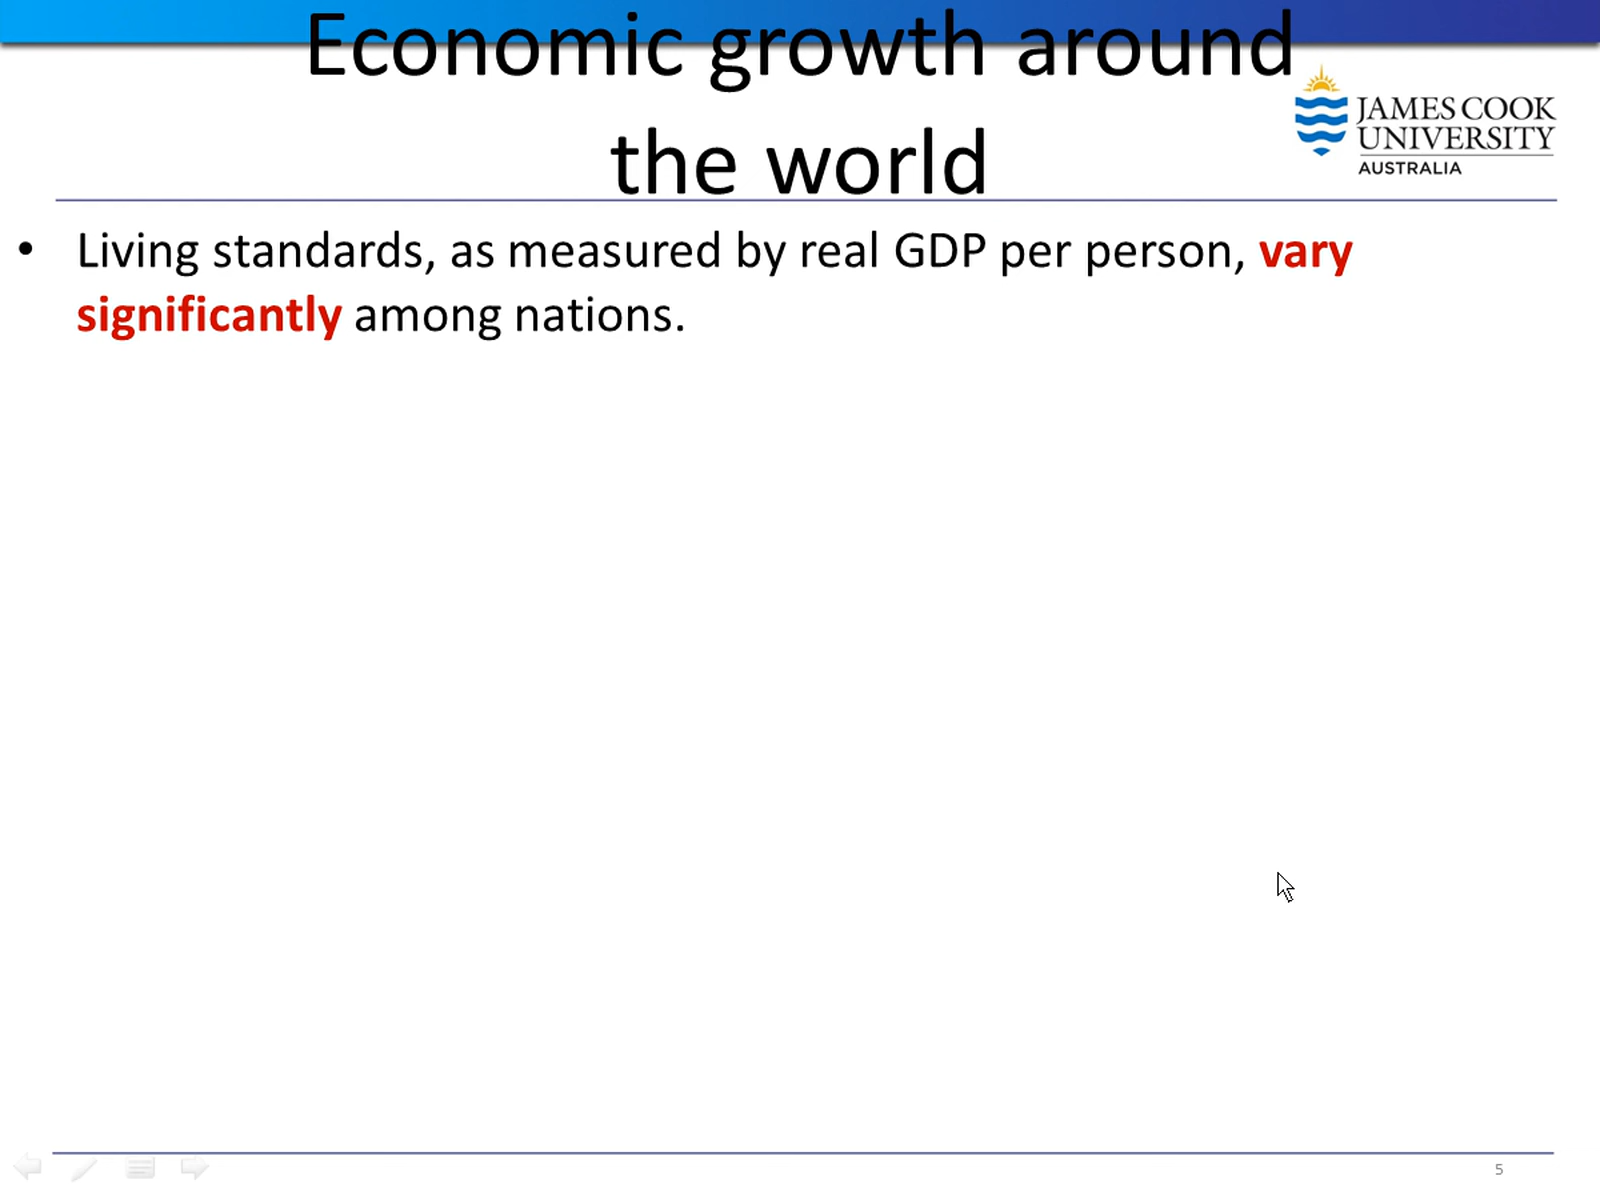 Economic growth around
the world
JAMES COOK
UNIVERSITY
AUSTRALIA
• Living standards, as measured by real GDP per person, vary
significantly among nations.
5